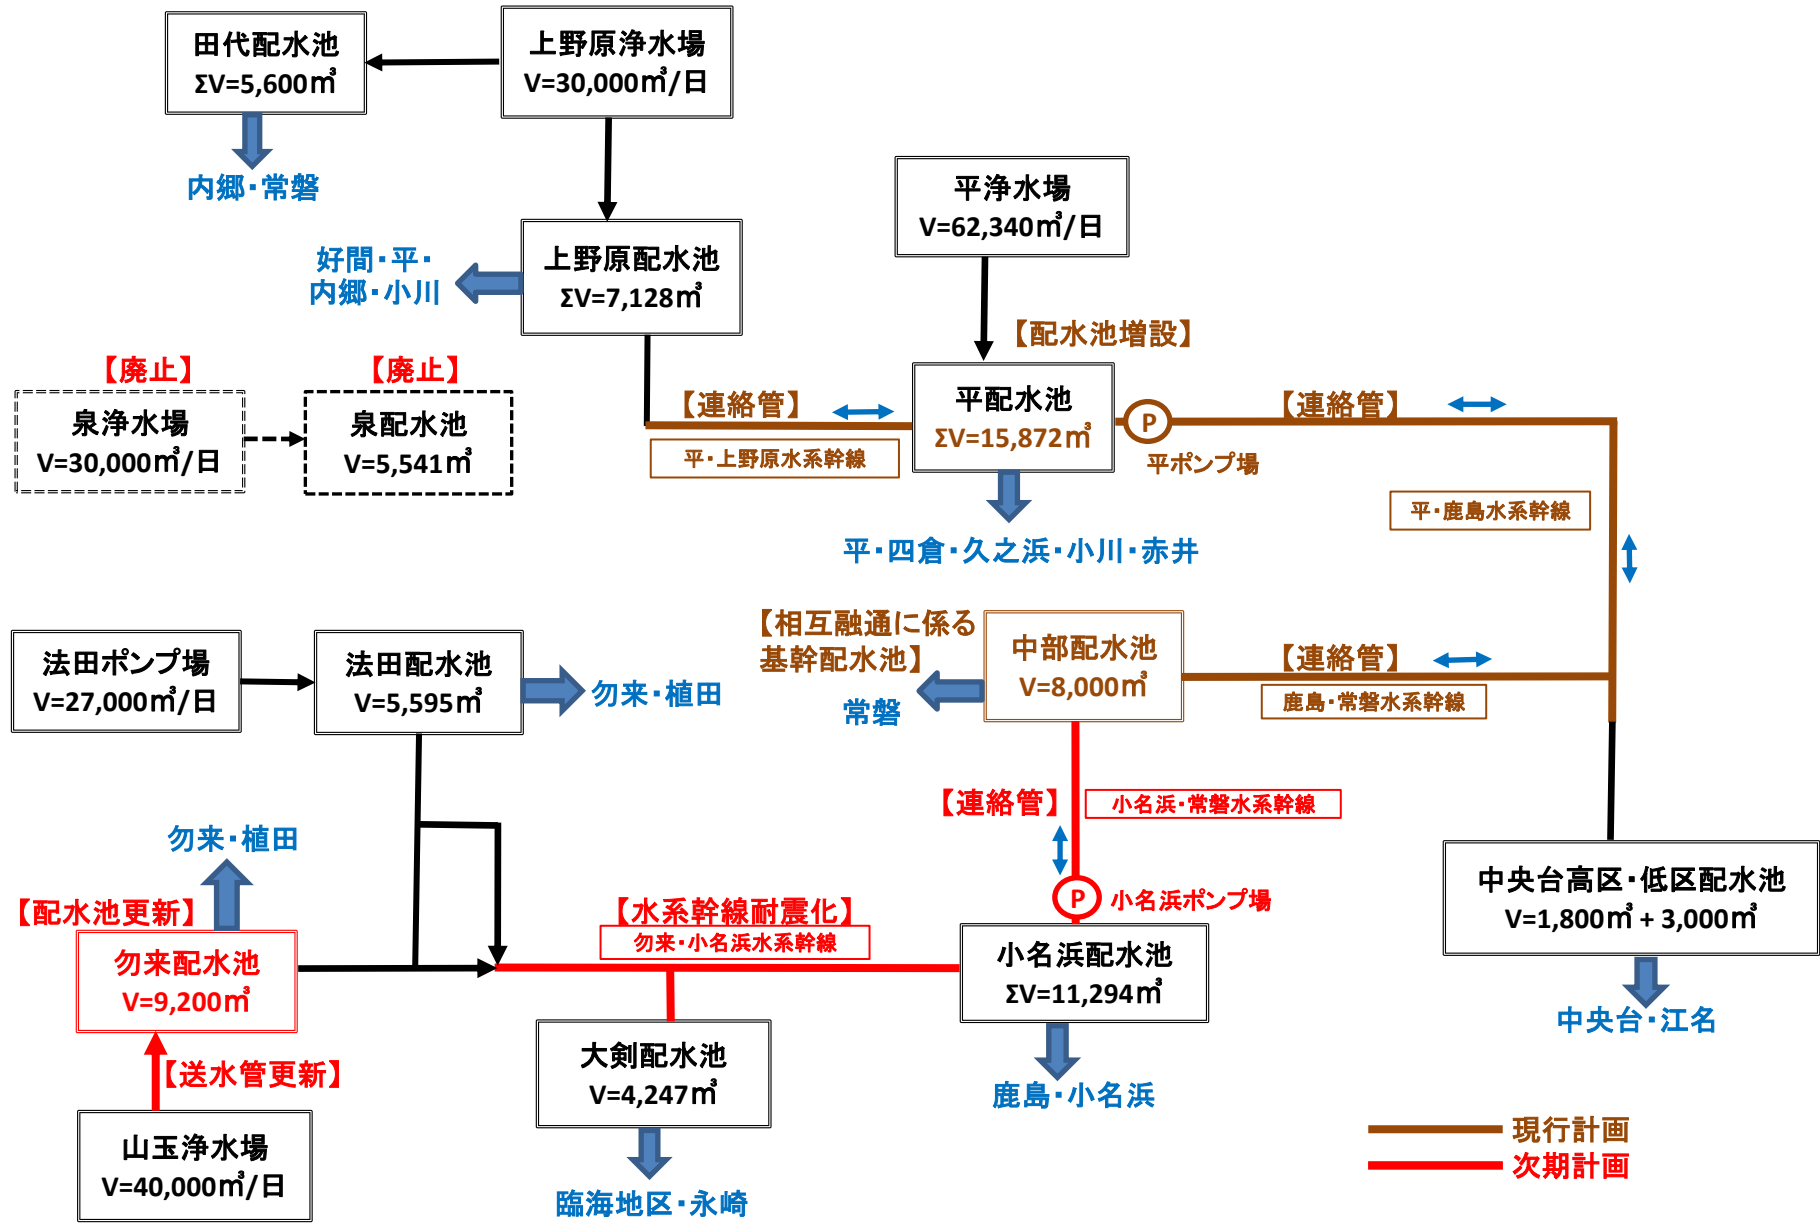 田代配水池
ΣV=5,600㎥
上野原浄水場
V=30,000㎥/日
内郷・常磐
平浄水場
V=62,340㎥/日
好間・平・
内郷・小川
上野原配水池
ΣV=7,128㎥
【配水池増設】
【廃止】
泉浄水場
V=30,000㎥/日
【廃止】
泉配水池
V=5,541㎥
【連絡管】
平・上野原水系幹線
平配水池
ΣV=15,872㎥
P
平ポンプ場
【連絡管】
平・鹿島水系幹線
平・四倉・久之浜・小川・赤井
法田ポンプ場
V=27,000㎥/日
法田配水池
V=5,595㎥
勿来・植田
【相互融通に係る
基幹配水池】
中部配水池
V=8,000㎥
常磐
【連絡管】
鹿島・常磐水系幹線
【連絡管】
小名浜・常磐水系幹線
勿来・植田
【配水池更新】
勿来配水池
V=9,200㎥
【水系幹線耐震化】
勿来・小名浜水系幹線
P
小名浜ポンプ場
小名浜配水池
ΣV=11,294㎥
中央台高区・低区配水池
V=1,800㎥ + 3,000㎥
中央台・江名
【送水管更新】
大剣配水池
V=4,247㎥
鹿島・小名浜
山玉浄水場
V=40,000㎥/日
臨海地区・永崎
現行計画
次期計画